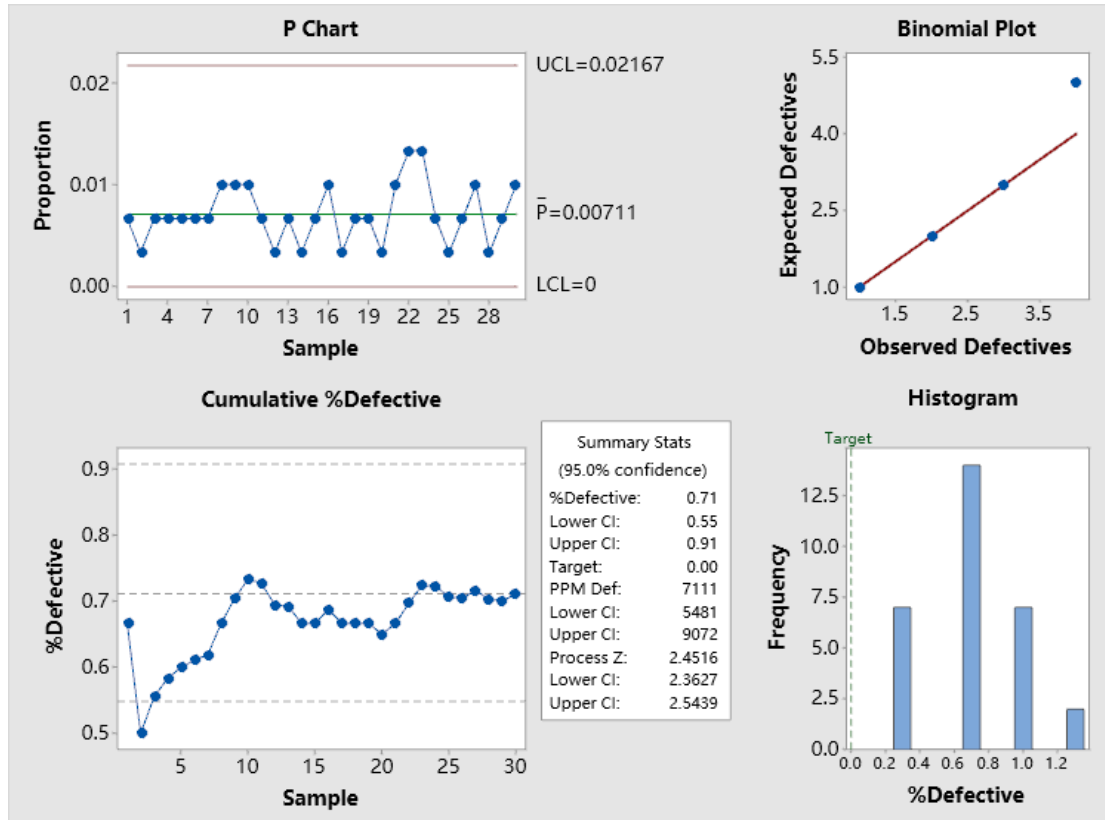 P Chart
Proportion
0.02
0.01
0.00
UCL=0.02167
P̄=0.00711
LCL=0
1 4 7 10 13 16 19 22 25 28
Sample
Binomial Plot
Expected Defectives
5.5
4.0
2.5
1.0
1.5 2.5 3.5
Observed Defectives
Cumulative %Defective
%Defective
0.9
0.8
0.7
0.6
0.5
5 10 15 20 25 30
Sample
Summary Stats
(95.0% confidence)
%Defective: 0.71
Lower CI: 0.55
Upper CI: 0.91
Target: 0.00
PPM Def: 7111
Lower CI: 5481
Upper CI: 9072
Process Z: 2.4516
Lower CI: 2.3627
Upper CI: 2.5439
Histogram
Target
Frequency
12.5
10.0
7.5
5.0
2.5
0.0
0.0 0.2 0.4 0.6 0.8 1.0 1.2
%Defective